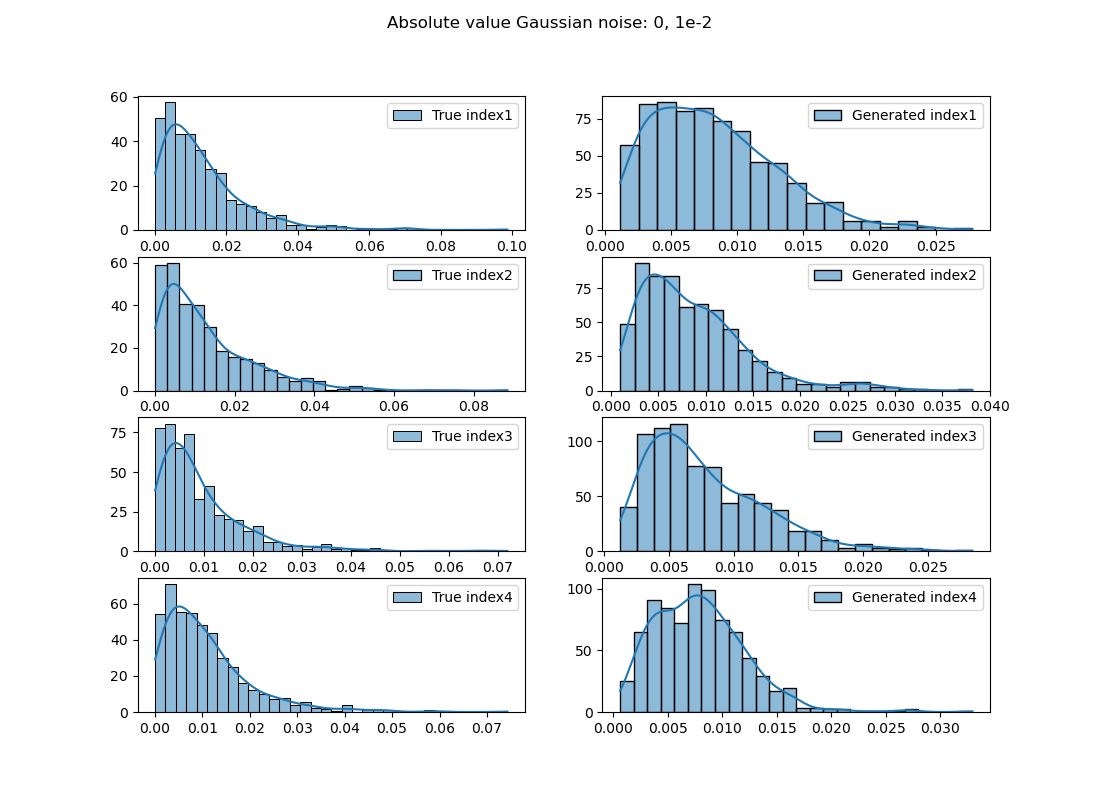 Absolute value Gaussian noise: 0, 1e-2
60
40
20
0
True index1
0.00 0.02 0.04 0.06 0.08 0.10
75
50
25
0
Generated index1
0.000 0.005 0.010 0.015 0.020 0.025
60
40
20
0
True index2
0.00 0.02 0.04 0.06 0.08
75
50
25
0
Generated index2
0.000 0.005 0.010 0.015 0.020 0.025 0.030 0.035 0.040
75
50
25
0
True index3
0.00 0.01 0.02 0.03 0.04 0.05 0.06 0.07
100
50
0
Generated index3
0.000 0.005 0.010 0.015 0.020 0.025
60
40
20
0
True index4
0.00 0.01 0.02 0.03 0.04 0.05 0.06 0.07
100
50
0
Generated index4
0.000 0.005 0.010 0.015 0.020 0.025 0.030